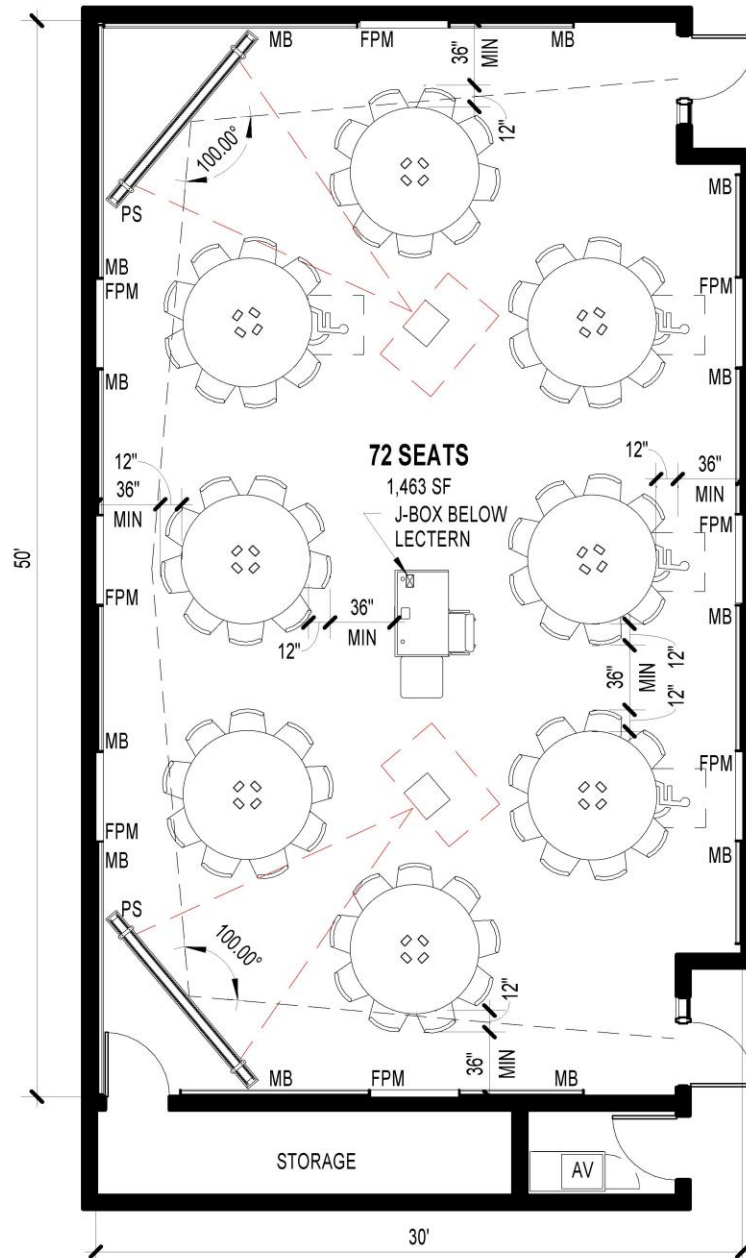 MB
FPM
MB
36"
MIN
12"
100.00°
PS
MB
MB
FPM
FPM
MB
MB
72 SEATS
1,463 SF
J-BOX BELOW
LECTERN
12"
36"
MIN
12"
36"
MIN
FPM
FPM
50'
36"
MIN
12"
MB
12"
36"
MIN
12"
MB
FPM
FPM
MB
MB
PS
100.00°
12"
36"
MIN
MB
FPM
MB
STORAGE
AV
30'